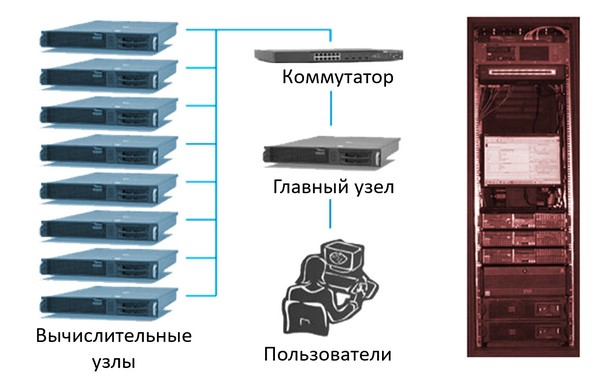 Коммутатор
Главный узел
Вычислительные
узлы
Пользователи